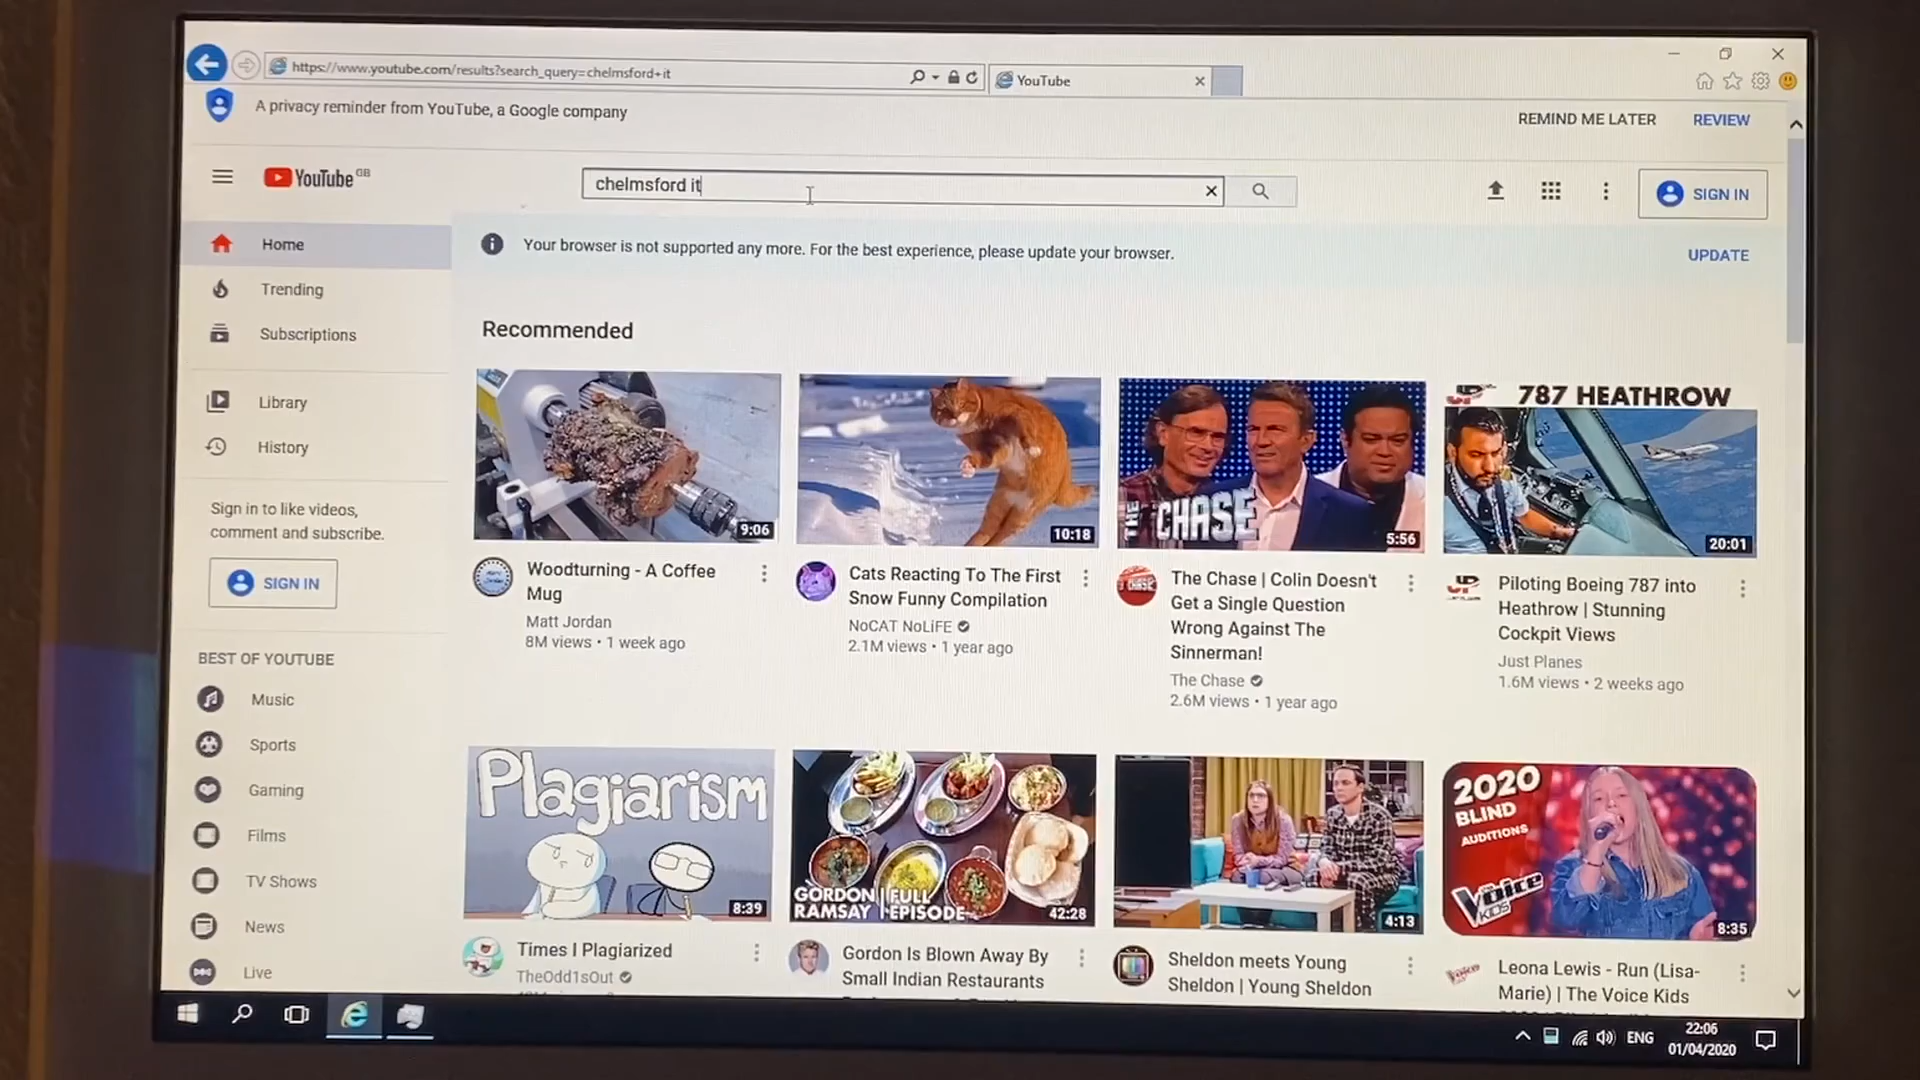 https://www.youtube.com/results?search_query=chelmsford+it
YouTube
A privacy reminder from YouTube, a Google company
REMIND ME LATER
REVIEW
YouTube GB
chelmsford it
SIGN IN
Your browser is not supported any more. For the best experience, please update your browser.
UPDATE
Home
Trending
Subscriptions
Library
History
Sign in to like videos,
comment and subscribe.
SIGN IN
BEST OF YOUTUBE
Music
Sports
Gaming
Films
TV Shows
News
Live
Recommended
9:06
Woodturning - A Coffee
Mug
Matt Jordan
8M views • 1 week ago
10:18
Cats Reacting To The First
Snow Funny Compilation
NoCAT NoLiFE
2.1M views • 1 year ago
THE CHASE
5:56
The Chase | Colin Doesn't
Get a Single Question
Wrong Against The
Sinnerman!
The Chase
2.6M views • 1 year ago
787 HEATHROW
20:01
Piloting Boeing 787 into
Heathrow | Stunning
Cockpit Views
Just Planes
1.6M views • 2 weeks ago
Plagiarism
8:39
Times I Plagiarized
TheOdd1sOut
GORDON RAMSAY | FULL EPISODE
42:28
Gordon Is Blown Away By
Small Indian Restaurants
4:13
Sheldon meets Young
Sheldon | Young Sheldon
2020
BLIND
AUDITIONS
the Voice
KIDS
8:35
Leona Lewis - Run (Lisa-
Marie) | The Voice Kids
ENG
22:06
01/04/2020